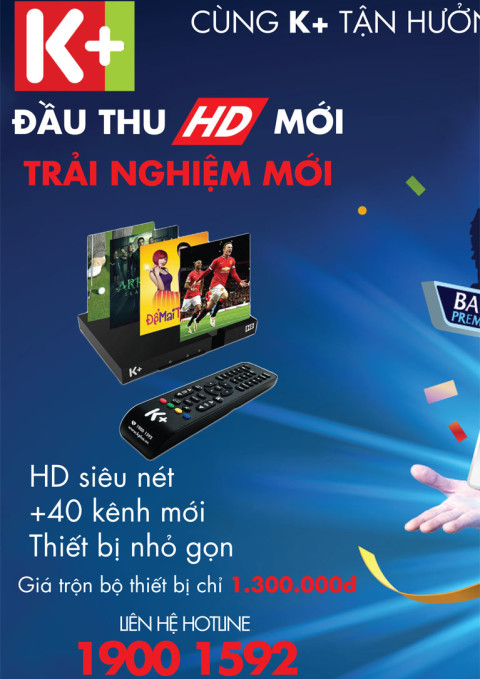 K+
CÙNG K+ TẬN HƯỞN
ĐẦU THU HD MỚI
TRẢI NGHIỆM MỚI
K+
K+
HD siêu nét
+40 kênh mới
Thiết bị nhỏ gọn
Giá trọn bộ thiết bị chỉ 1.300.000đ
LIÊN HỆ HOTLINE
1900 1592